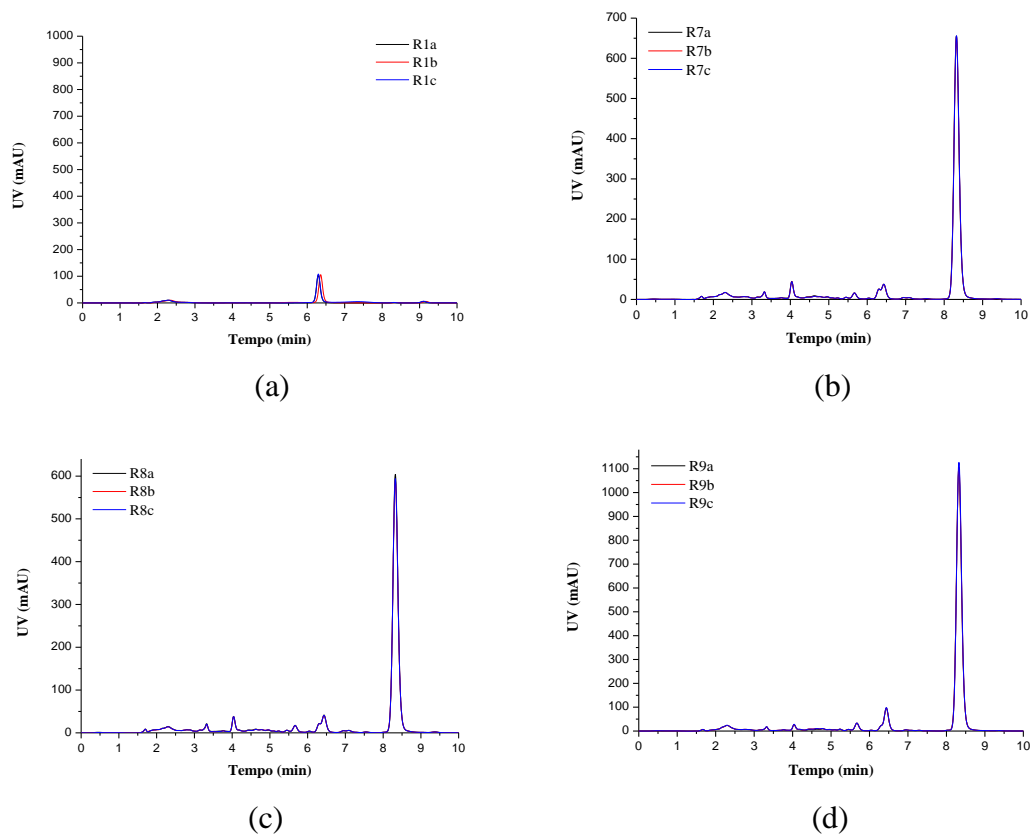 1000
900
800
700
600
500
400
300
200
100
0
UV (mAU)
0 1 2 3 4 5 6 7 8 9 10
Tempo (min)
R1a
R1b
R1c
(a)
700
600
500
400
300
200
100
0
UV (mAU)
0 1 2 3 4 5 6 7 8 9 10
Tempo (min)
R7a
R7b
R7c
(b)
600
500
400
300
200
100
0
UV (mAU)
0 1 2 3 4 5 6 7 8 9 10
Tempo (min)
R8a
R8b
R8c
(c)
1100
1000
900
800
700
600
500
400
300
200
100
0
UV (mAU)
0 1 2 3 4 5 6 7 8 9 10
Tempo (min)
R9a
R9b
R9c
(d)